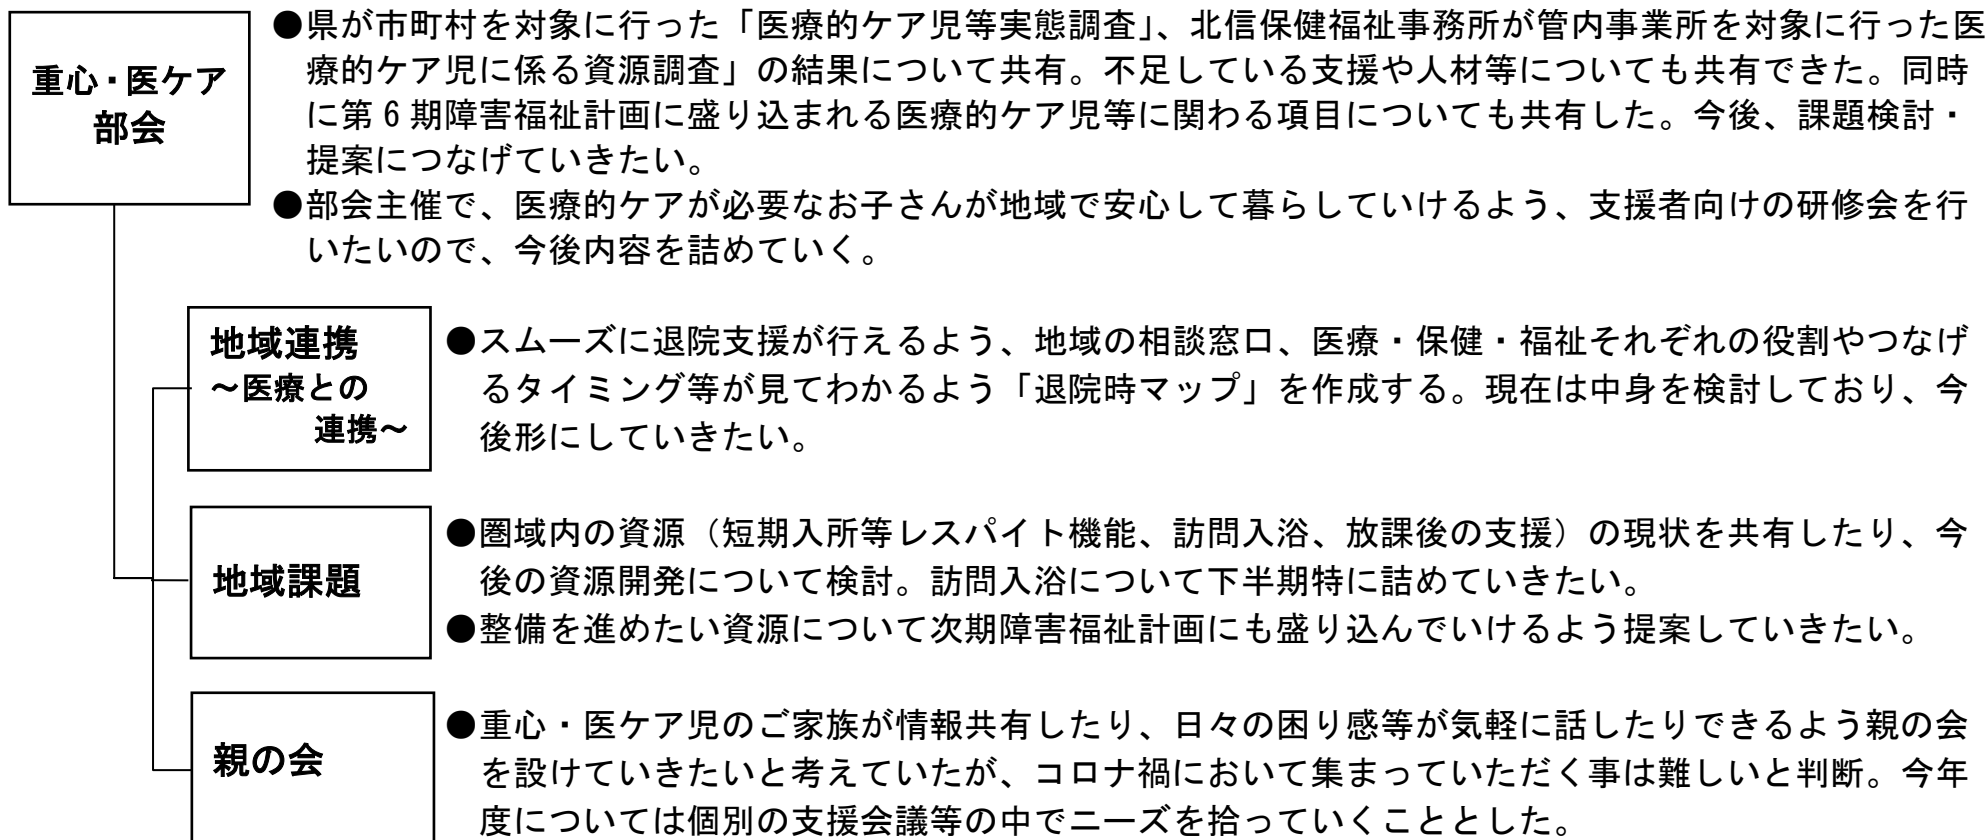 重心・医ケア
部会
●県が市町村を対象に行った「医療的ケア児等実態調査」、北信保健福祉事務所が管内事業所を対象に行った医
療的ケア児に係る資源調査」の結果について共有。不足している支援や人材等についても共有できた。同時
に第6期障害福祉計画に盛り込まれる医療的ケア児等に関わる項目についても共有した。今後、課題検討・
提案につなげていきたい。
●部会主催で、医療的ケアが必要なお子さんが地域で安心して暮らしていけるよう、支援者向けの研修会を行
いたいので、今後内容を詰めていく。
地域連携
~医療との
連携~
●スムーズに退院支援が行えるよう、地域の相談窓口、医療・保健・福祉それぞれの役割やつなげ
るタイミング等が見てわかるよう「退院時マップ」を作成する。現在は中身を検討しており、今
後形にしていきたい。
地域課題
●圏域内の資源（短期入所等レスパイト機能、訪問入浴、放課後の支援）の現状を共有したり、今
後の資源開発について検討。訪問入浴について下半期特に詰めていきたい。
●整備を進めたい資源について次期障害福祉計画にも盛り込んでいけるよう提案していきたい。
親の会
●重心・医ケア児のご家族が情報共有したり、日々の困り感等が気軽に話したりできるよう親の会
を設けていきたいと考えていたが、コロナ禍において集まっていただく事は難しいと判断。今年
度については個別の支援会議等の中でニーズを拾っていくこととした。